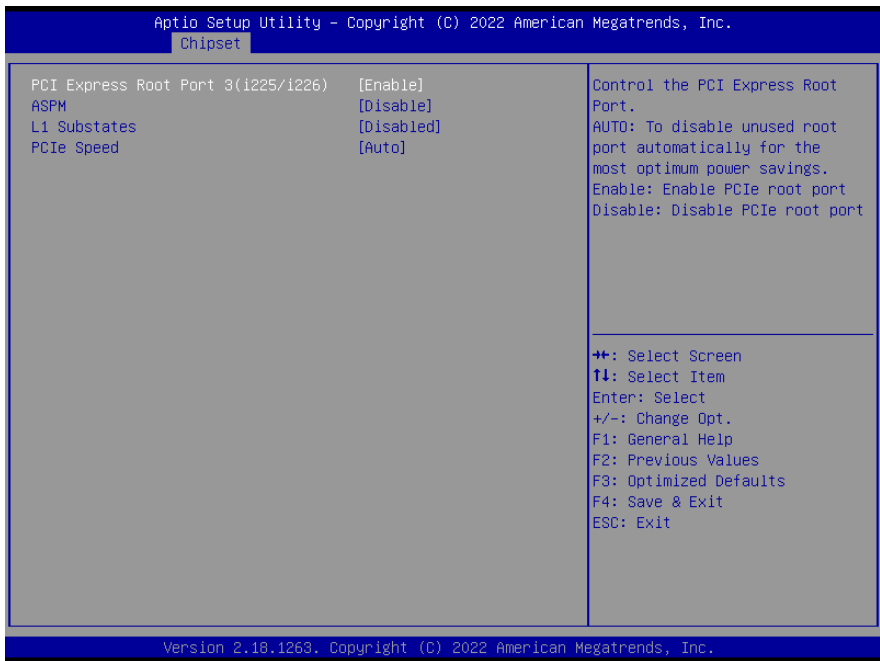 Aptio Setup Utility – Copyright (C) 2022 American Megatrends, Inc.
Chipset
PCI Express Root Port 3(i225/i226) [Enable]
ASPM [Disable]
L1 Substates [Disabled]
PCIe Speed [Auto]
Control the PCI Express Root
Port.
AUTO: To disable unused root
port automatically for the
most optimum power savings.
Enable: Enable PCIe root port
Disable: Disable PCIe root port
→←: Select Screen
↑↓: Select Item
Enter: Select
+/-: Change Opt.
F1: General Help
F2: Previous Values
F3: Optimized Defaults
F4: Save & Exit
ESC: Exit
Version 2.18.1263. Copyright (C) 2022 American Megatrends, Inc.